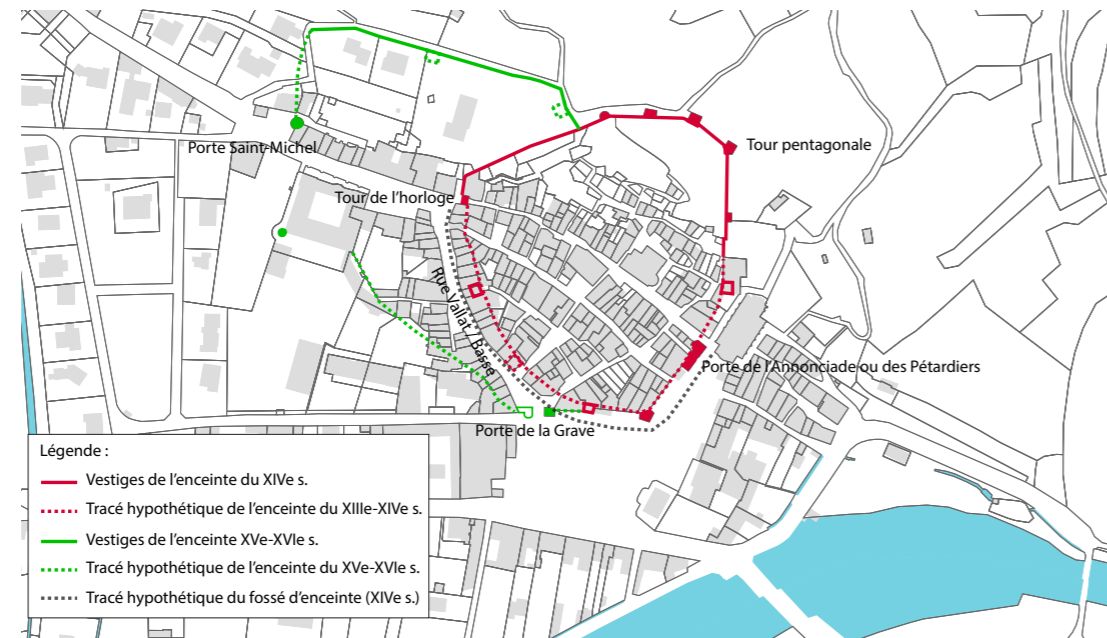 Porte Saint-Michel
Tour pentagonale
Tour de l'horloge
Rue Vallat / Basse
Porte de l'Annonciade ou des Pétardiers
Porte de la Grave
Légende :
Vestiges de l'enceinte du XIVe s.
Tracé hypothétique de l'enceinte du XIIIe-XIVe s.
Vestiges de l'enceinte XVe-XVIe s.
Tracé hypothétique de l'enceinte du XVe-XVIe s.
Tracé hypothétique du fossé d'enceinte (XIVe s.)